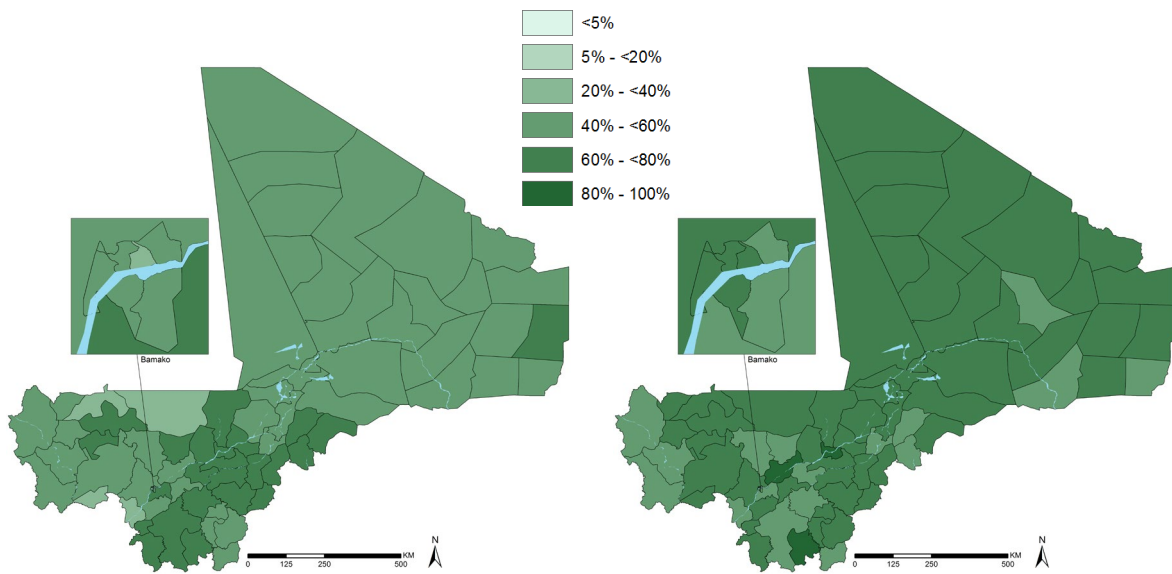 <5%
5% - <20%
20% - <40%
40% - <60%
60% - <80%
80% - 100%
Bamako
Bamako
KM
0 125 250 500
N
KM
0 125 250 500
N